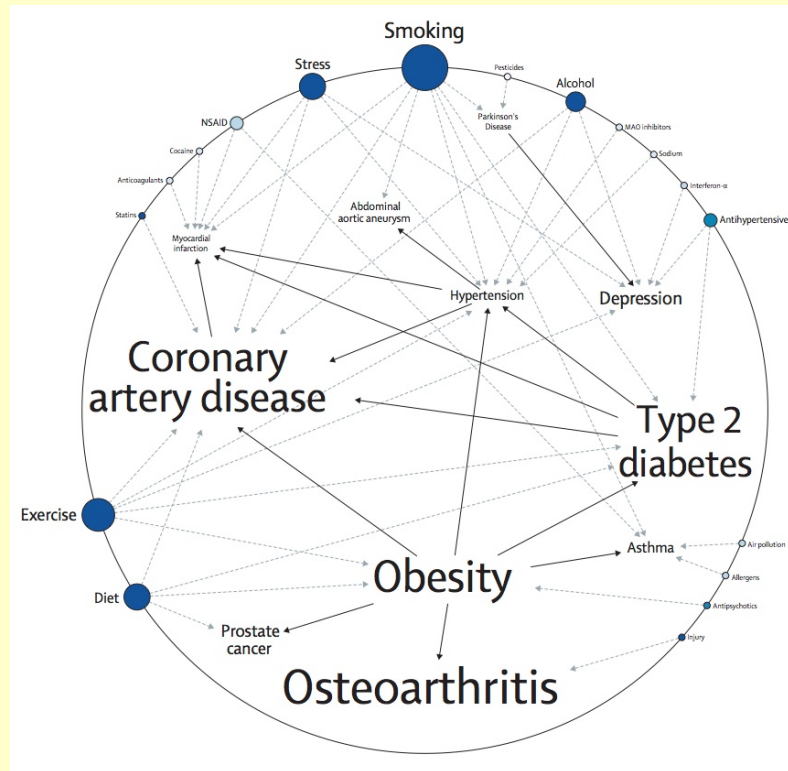 Smoking
Stress
Pesticides
Alcohol
NSAID
Parkinson's
Disease
MAO inhibitors
Cocaine
Sodium
Anticoagulants
Interferon-α
Statins
Abdominal
aortic aneurysm
Antihypertensive
Myocardial
infarction
Hypertension
Depression
Coronary
artery disease
Type 2
diabetes
Exercise
Asthma
Air pollution
Obesity
Allergens
Diet
Antipsychotics
Prostate
cancer
Injury
Osteoarthritis